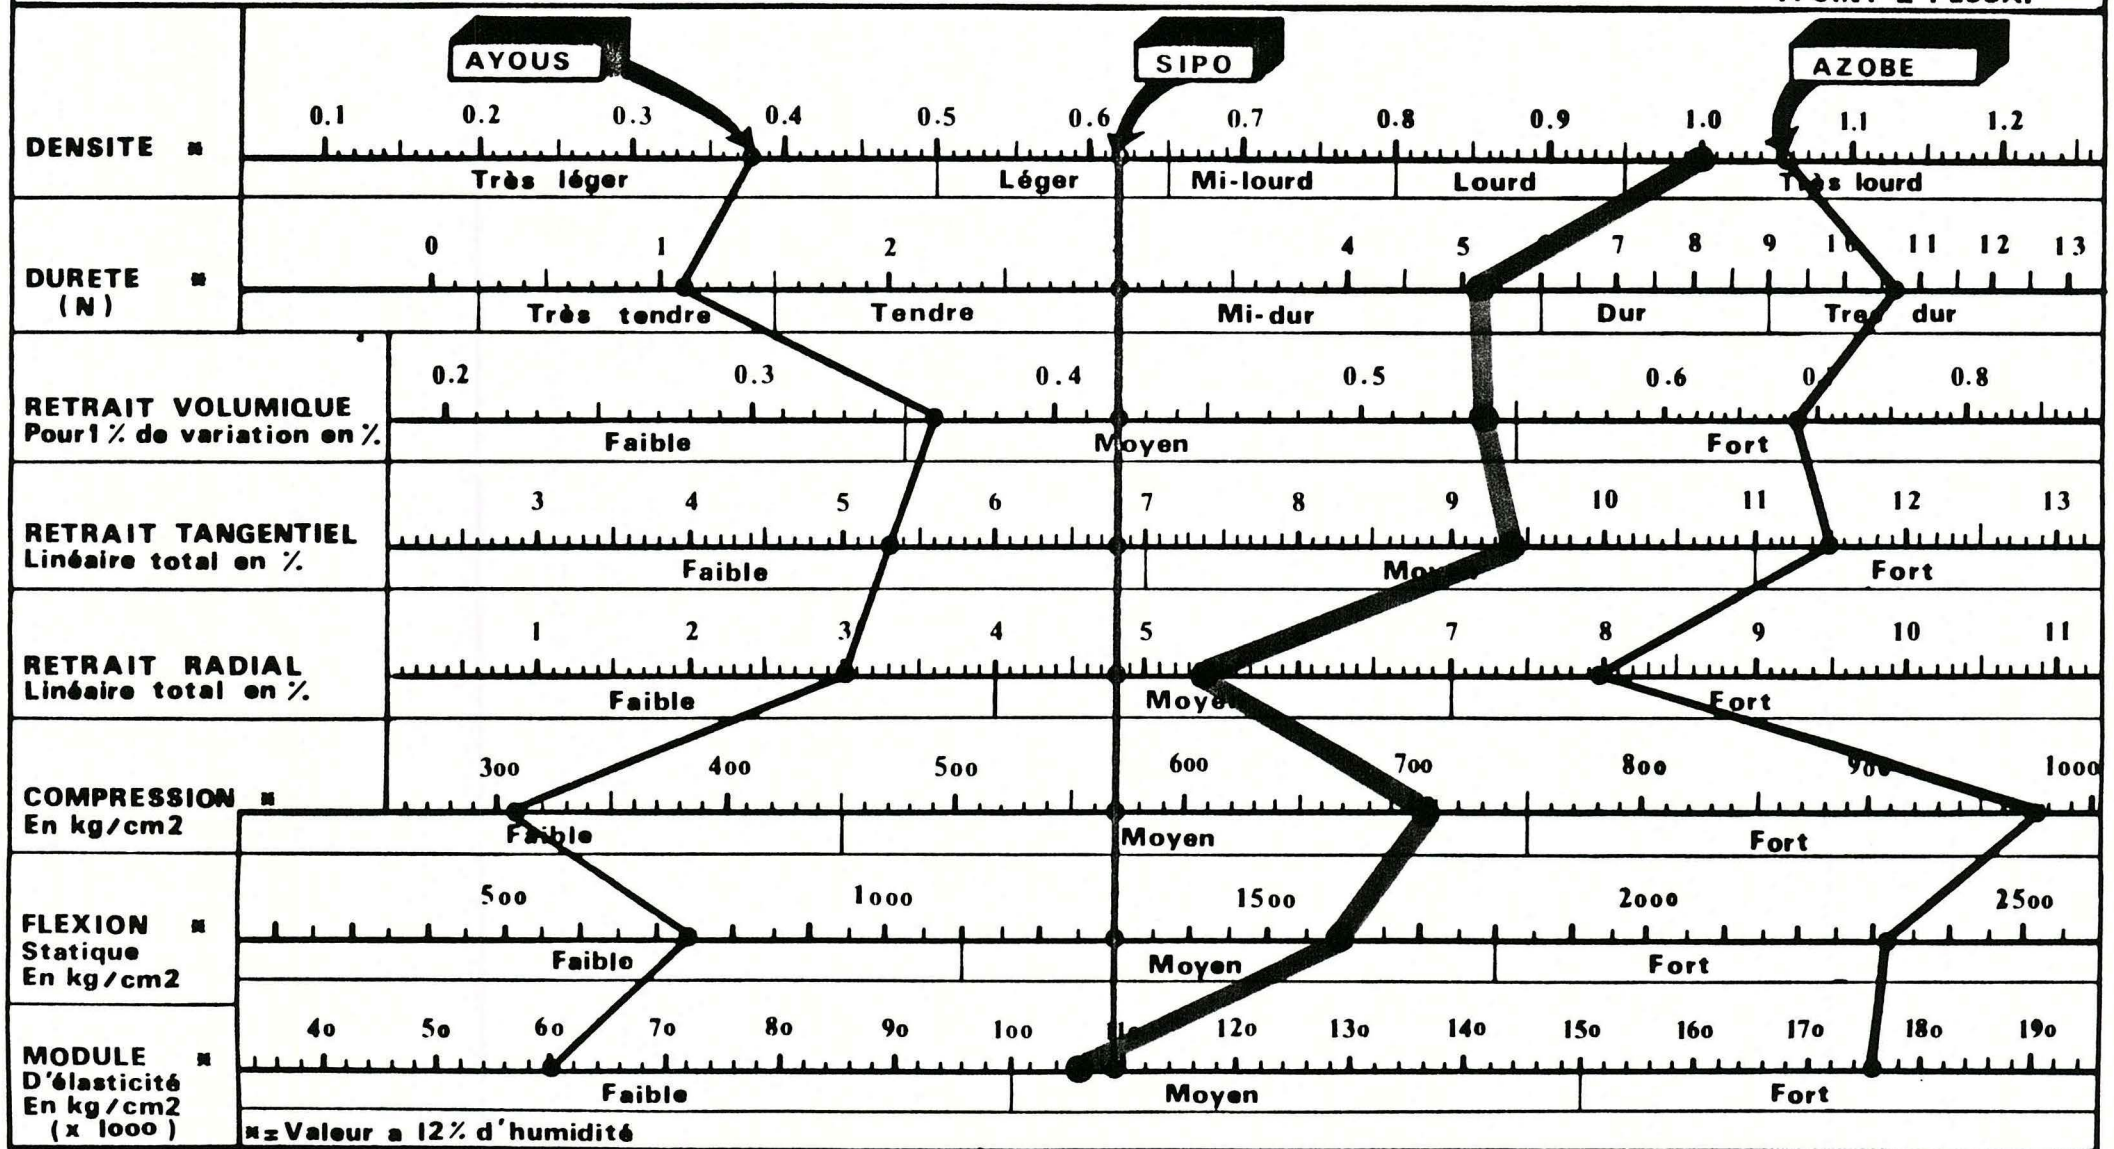 AYOUS SIPO AZOBE
0.1 0.2 0.3 0.4 0.5 0.6 0.7 0.8 0.9 1.0 1.1 1.2
DENSITE ✱
Très léger Léger Mi-lourd Lourd Très lourd
0 1 2 4 5 7 8 9 10 11 12 13
DURETE ✱
(N)
Très tendre Tendre Mi-dur Dur Tres dur
0.2 0.3 0.4 0.5 0.6 0.8
RETRAIT VOLUMIQUE
Pour 1 % de variation en %
Faible Moyen Fort
3 4 5 6 7 8 9 10 11 12 13
RETRAIT TANGENTIEL
Linéaire total en %
Faible Moyen Fort
1 2 3 4 5 7 8 9 10 11
RETRAIT RADIAL
Linéaire total en %
Faible Moyen Fort
300 400 500 600 700 800 900 1000
COMPRESSION ✱
En kg/cm2
Faible Moyen Fort
500 1000 1500 2000 2500
FLEXION ✱
Statique
En kg/cm2
Faible Moyen Fort
40 50 60 70 80 90 100 110 120 130 140 150 160 170 180 190
MODULE ✱
D'élasticité
En kg/cm2
(x 1000)
Faible Moyen Fort
✱=Valeur a 12% d'humidité